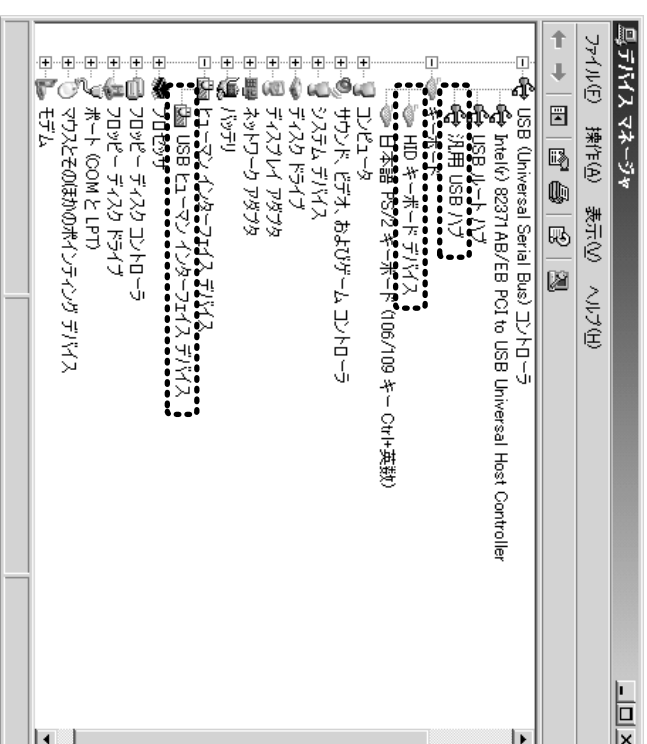 デバイス マネージャ
ファイル(F) 操作(A) 表示(V) ヘルプ(H)
USB (Universal Serial Bus) コントローラ
Intel(r) 82371AB/EB PCI to USB Universal Host Controller
USB ルート ハブ
汎用 USB ハブ
キーボード
HID キーボード デバイス
日本語 PS/2 キーボード (106/109 キー Ctrl+英数)
コンピュータ
サウンド、ビデオ、およびゲーム コントローラ
システム デバイス
ディスク ドライブ
ディスプレイ アダプタ
ネットワーク アダプタ
バッテリ
ヒューマン インターフェイス デバイス
USB ヒューマン インターフェイス デバイス
プロセッサ
フロッピー ディスク コントローラ
フロッピー ディスク ドライブ
ポート (COM と LPT)
マウスとそのほかのポインティング デバイス
モデム